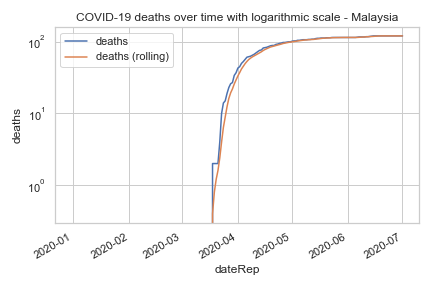 COVID-19 deaths over time with logarithmic scale - Malaysia
deaths
deaths (rolling)
10²
10¹
10⁰
deaths
2020-01
2020-02
2020-03
2020-04
2020-05
2020-06
2020-07
dateRep